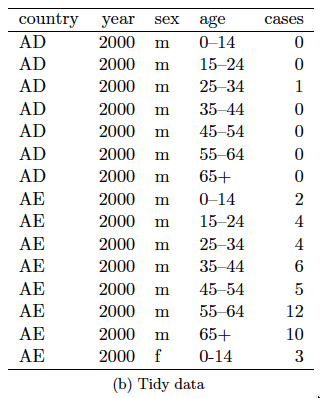 country year sex age cases
AD 2000 m 0–14 0
AD 2000 m 15–24 0
AD 2000 m 25–34 1
AD 2000 m 35–44 0
AD 2000 m 45–54 0
AD 2000 m 55–64 0
AD 2000 m 65+ 0
AE 2000 m 0–14 2
AE 2000 m 15–24 4
AE 2000 m 25–34 4
AE 2000 m 35–44 6
AE 2000 m 45–54 5
AE 2000 m 55–64 12
AE 2000 m 65+ 10
AE 2000 f 0-14 3
(b) Tidy data